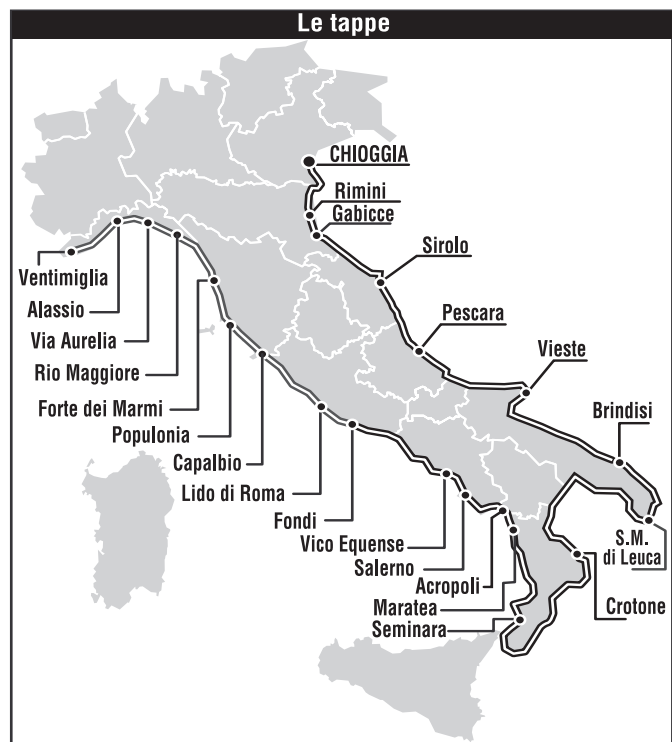 Le tappe
CHIOGGIA
Rimini
Gabicce
Sirolo
Pescara
Vieste
Brindisi
S.M.
di Leuca
Crotone
Ventimiglia
Alassio
Via Aurelia
Rio Maggiore
Forte dei Marmi
Populonia
Capalbio
Lido di Roma
Fondi
Vico Equense
Salerno
Acropoli
Maratea
Seminara